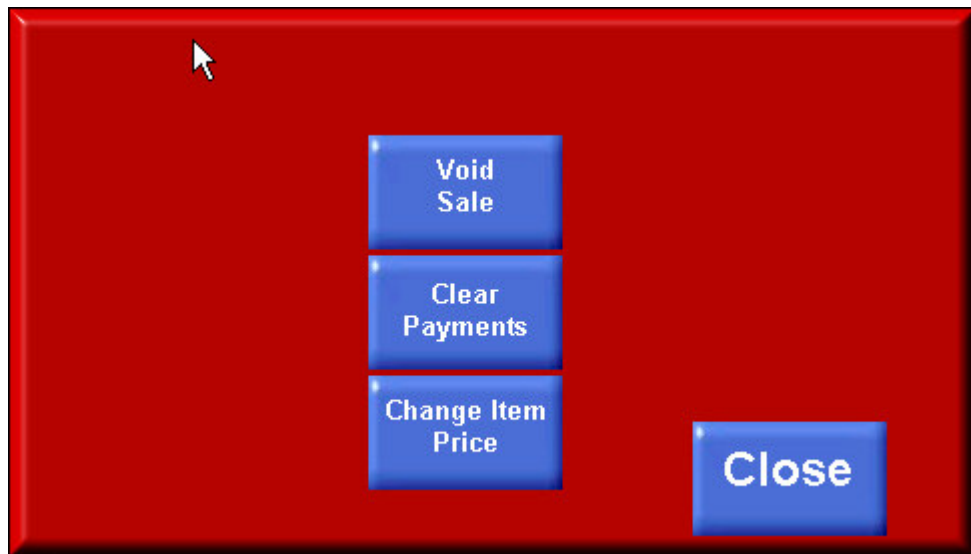 Void
Sale
Clear
Payments
Change Item
Price
Close